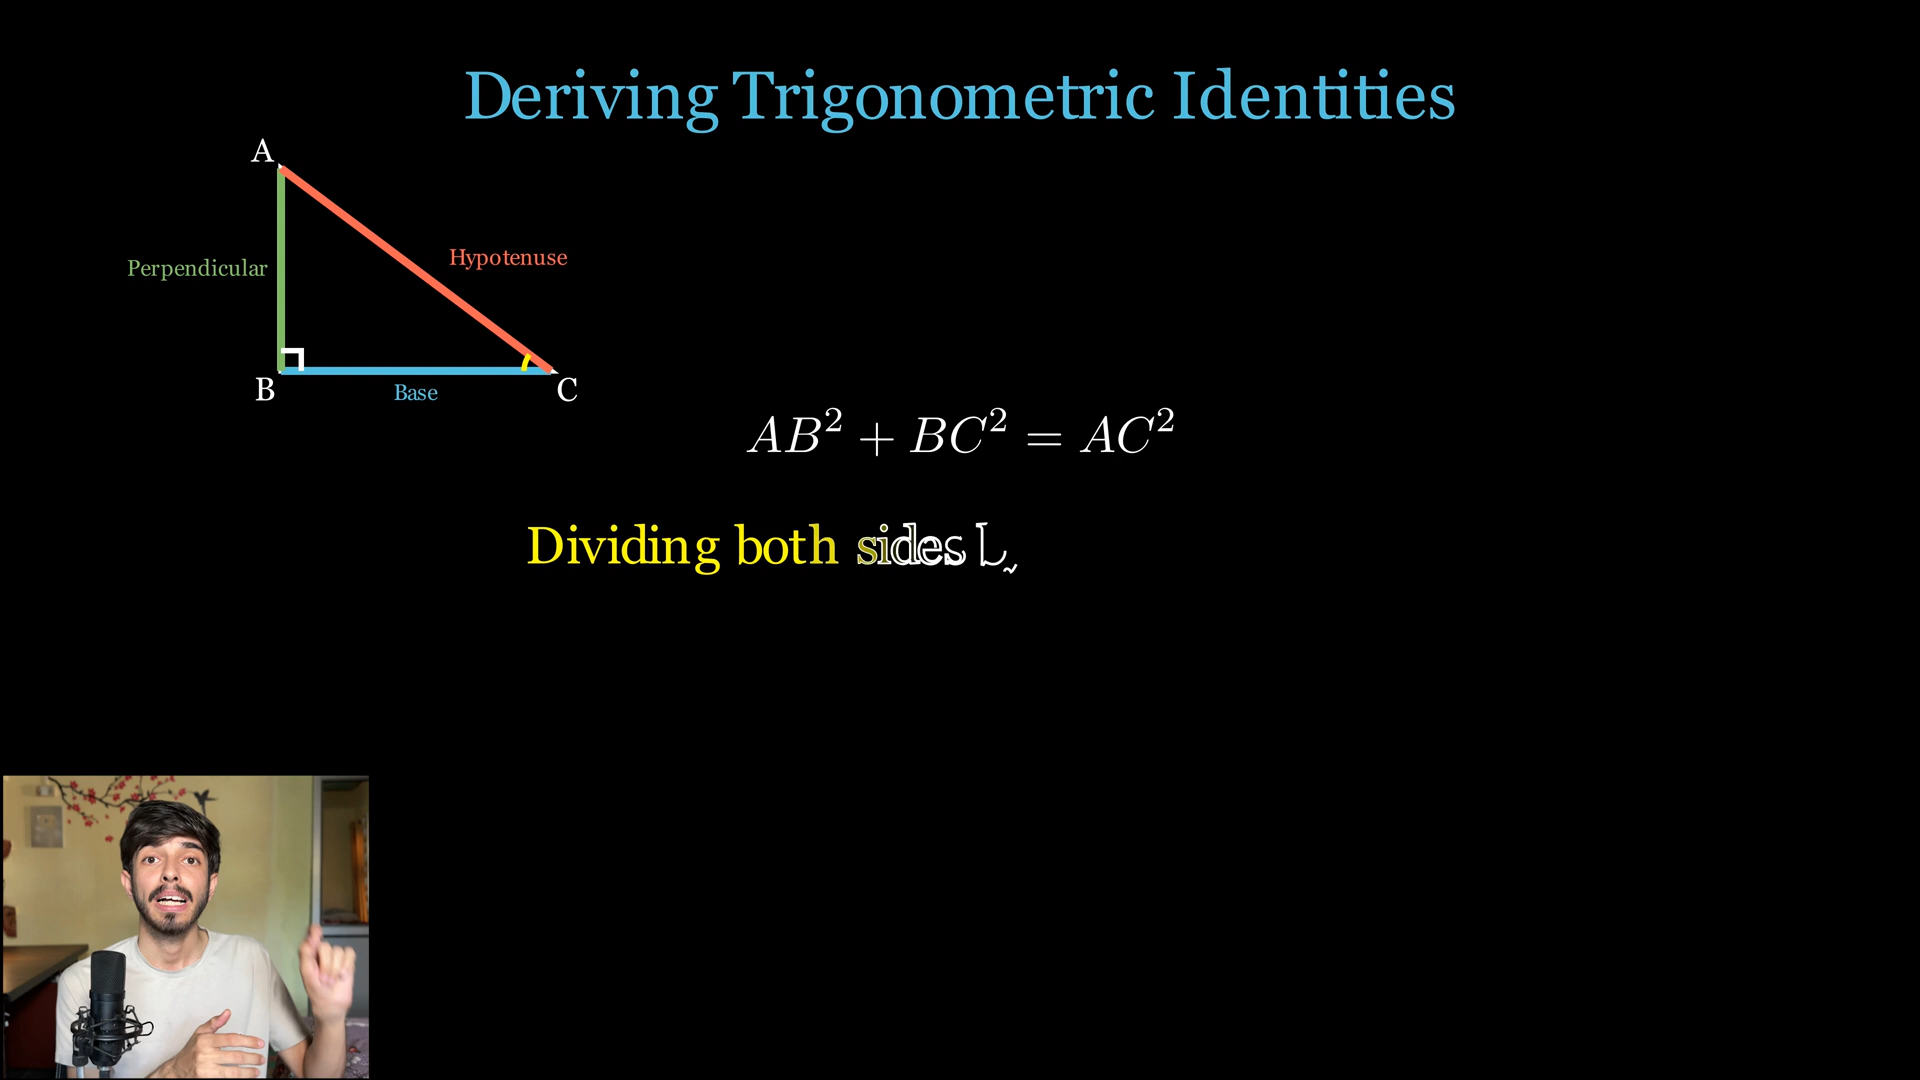 Deriving Trigonometric Identities
A
Perpendicular
Hypotenuse
B
Base
C
AB² + BC² = AC²
Dividing both sides